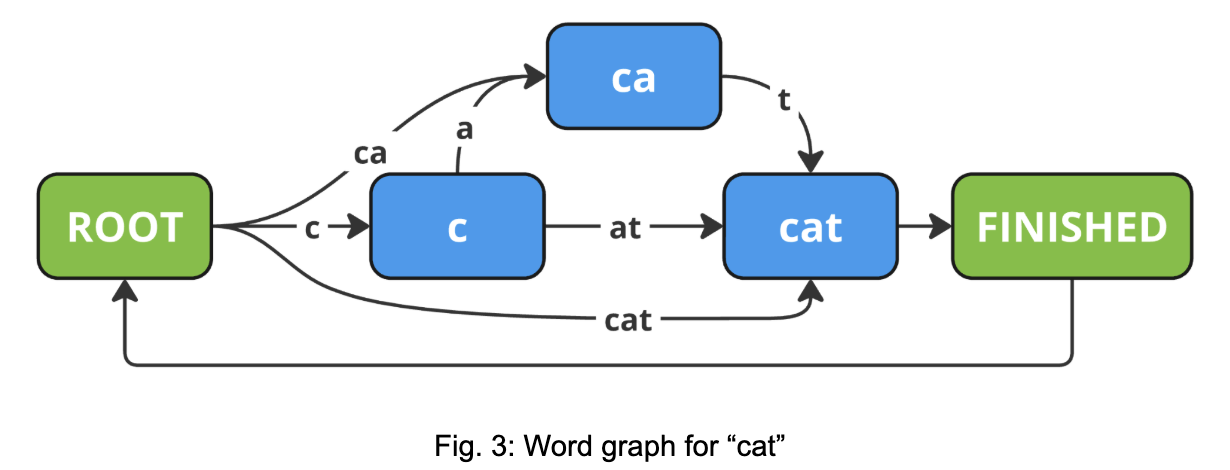 ca
t
a
ca
ROOT
c
c
at
cat
FINISHED
cat
Fig. 3: Word graph for “cat”